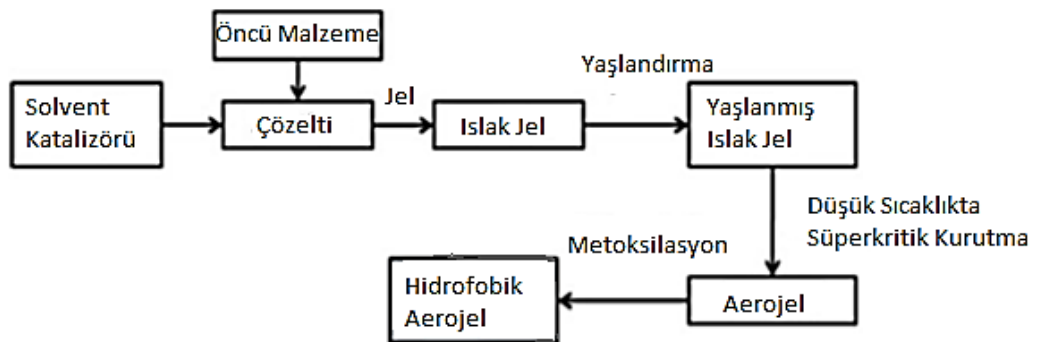 Öncü Malzeme
Solvent
Katalizörü
Çözelti
Jel
Islak Jel
Yaşlandırma
Yaşlanmış
Islak Jel
Düşük Sıcaklıkta
Süperkritik Kurutma
Aerojel
Metoksilasyon
Hidrofobik
Aerojel